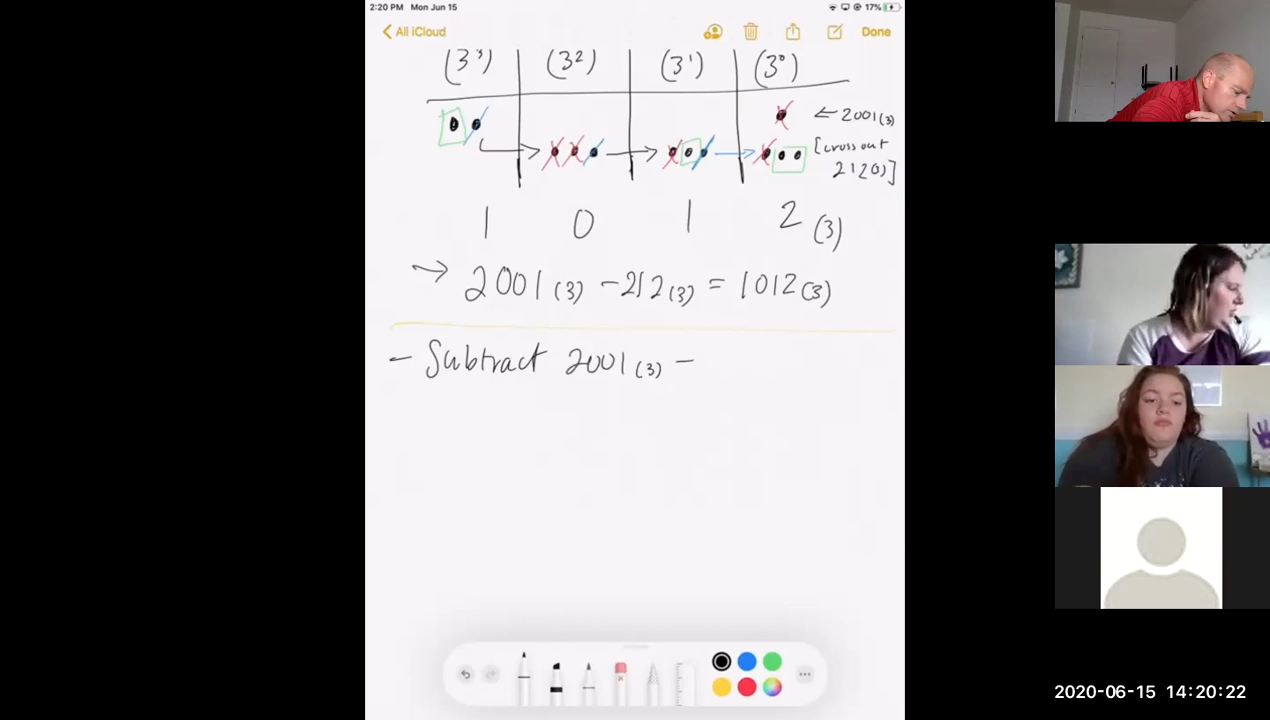 2:20 PM Mon Jun 15
17%
All iCloud
Done
(3³) (3²) (3¹) (3⁰)
← 2001(3)
[cross out
212(3)]
1 0 1 2 (3)
→ 2001(3) - 212(3) = 1012(3)
- Subtract 2001(3) -
2020-06-15 14:20:22